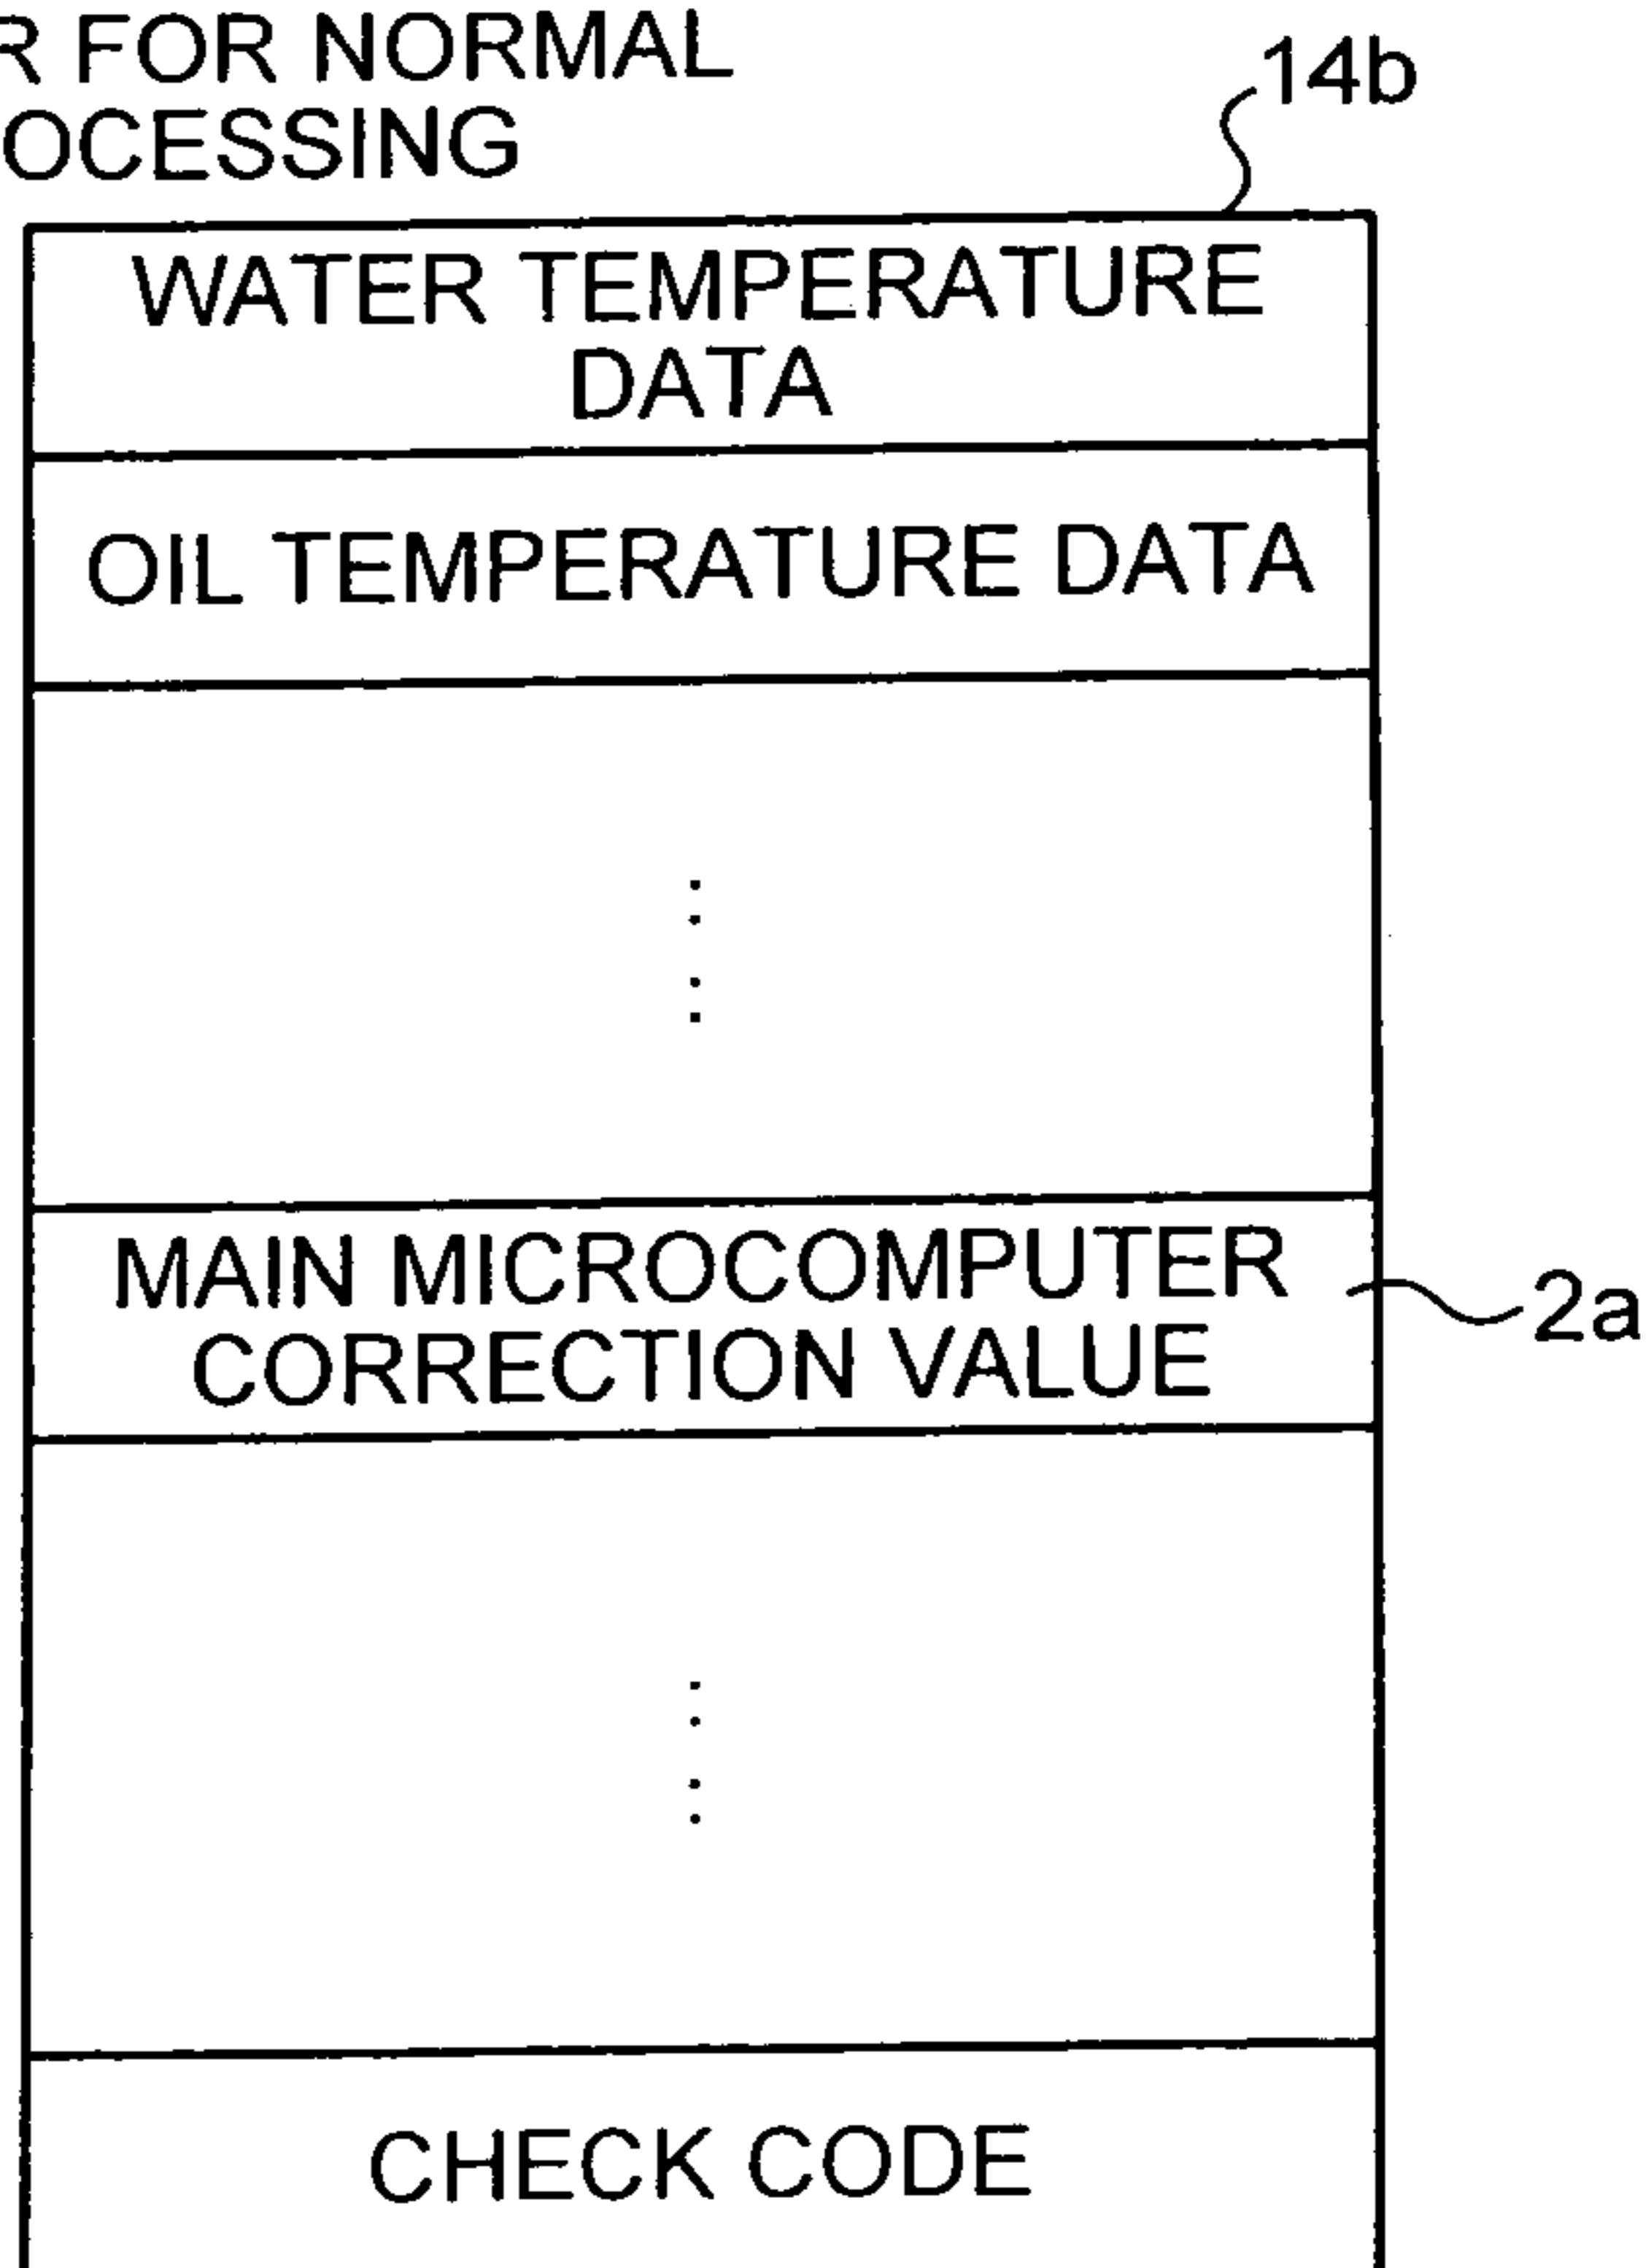 R FOR NORMAL
OCESSING
14b
WATER TEMPERATURE
DATA
OIL TEMPERATURE DATA
MAIN MICROCOMPUTER
CORRECTION VALUE
2a
CHECK CODE